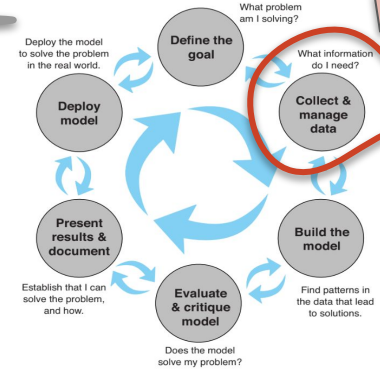 What problem
am I solving?
Define the
goal
Deploy the model
to solve the problem
in the real world.
What information
do I need?
Collect &
manage
data
Deploy
model
Build the
model
Find patterns in
the data that lead
to solutions.
Present
results &
document
Establish that I can
solve the problem,
and how.
Evaluate
& critique
model
Does the model
solve my problem?